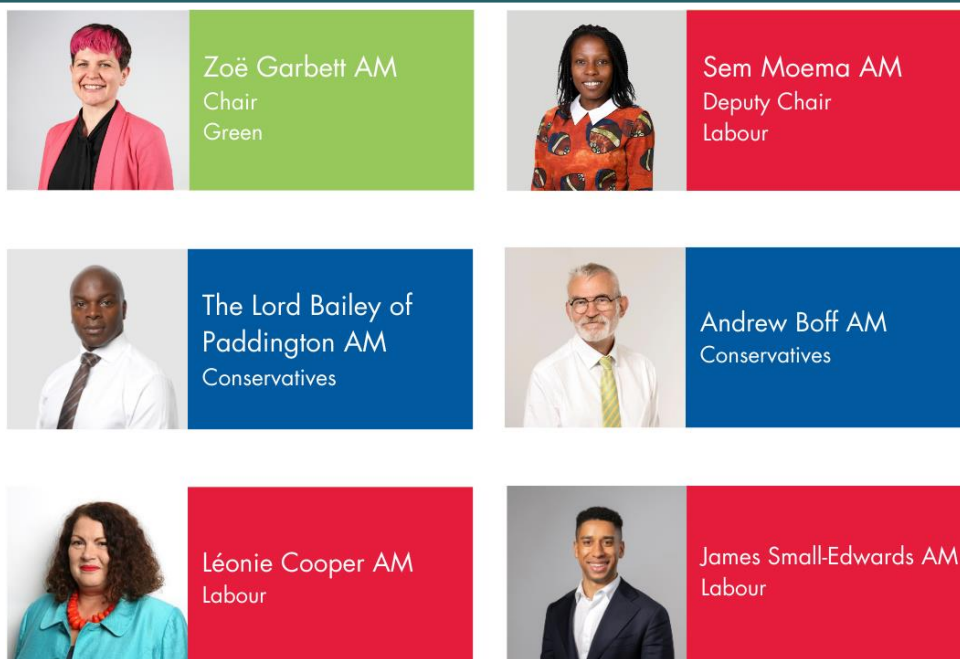 Zoë Garbett AM
Chair
Green
Sem Moema AM
Deputy Chair
Labour
The Lord Bailey of
Paddington AM
Conservatives
Andrew Boff AM
Conservatives
Léonie Cooper AM
Labour
James Small-Edwards AM
Labour